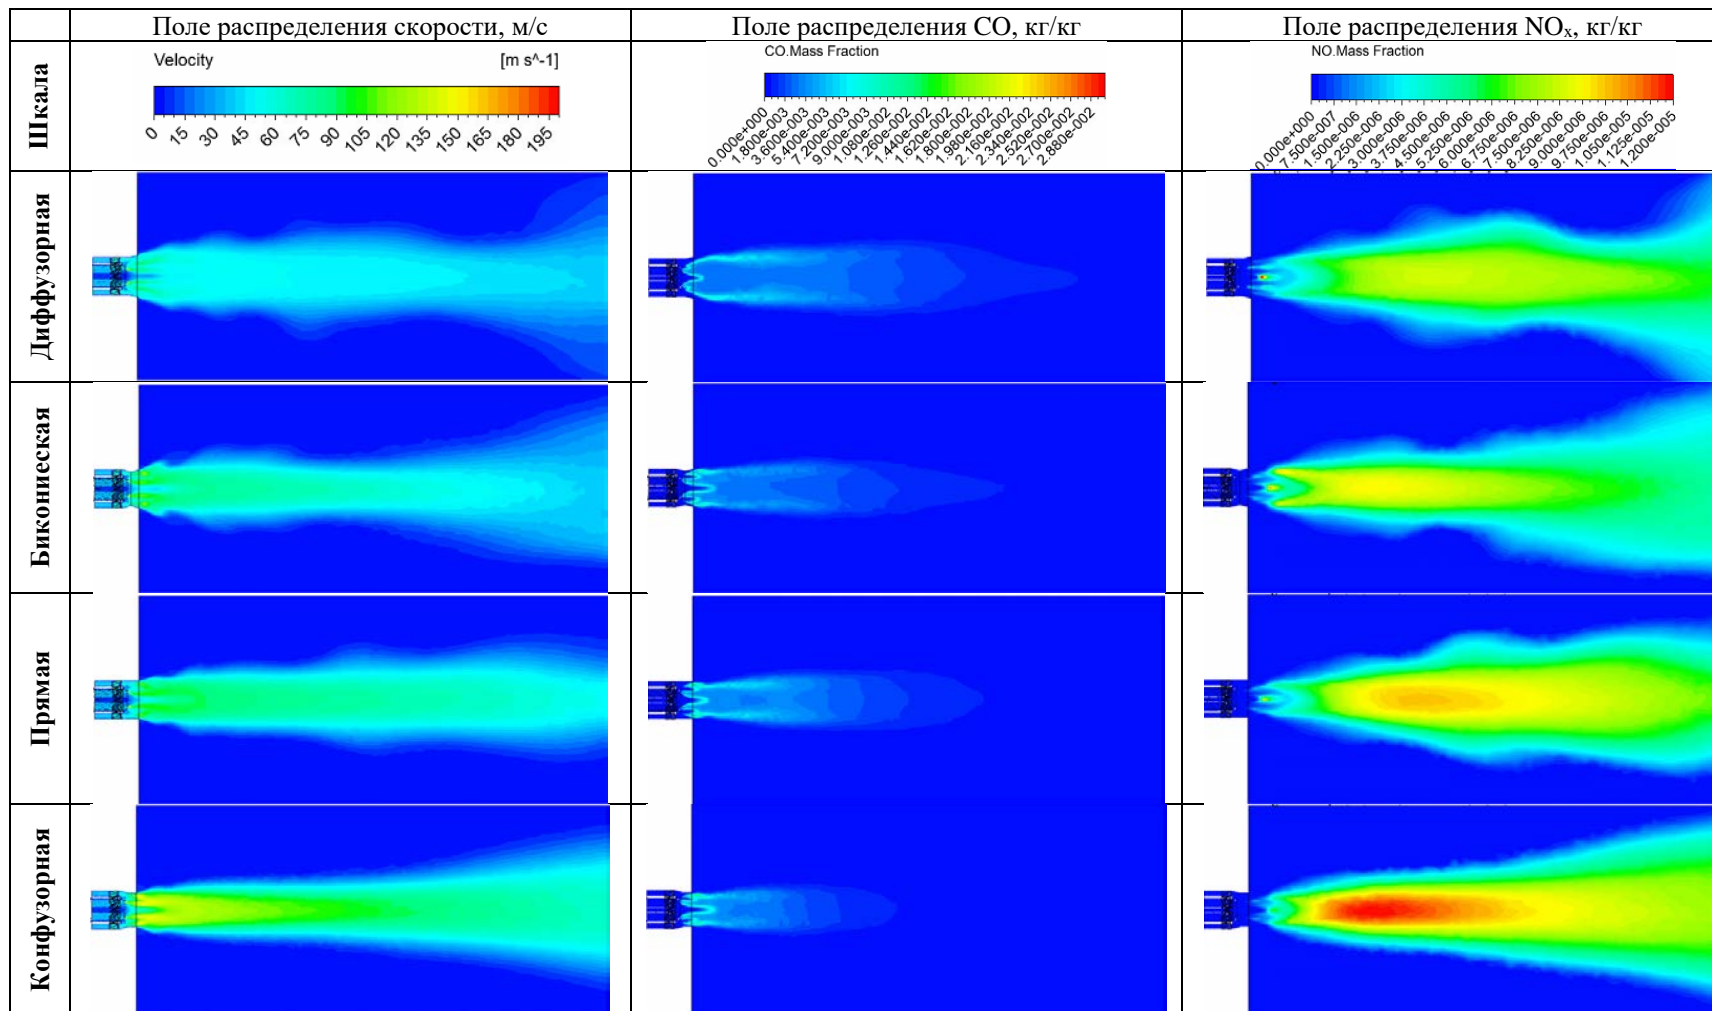 Поле распределения скорости, м/с
Поле распределения CO, кг/кг
Поле распределения NOx, кг/кг
Шкала
Velocity [m s^-1]
0 15 30 45 60 75 90 105 120 135 150 165 180 195
CO.Mass Fraction
0.000e+000 1.800e-003 3.600e-003 5.400e-003 7.200e-003 9.000e-003 1.080e-002 1.260e-002 1.440e-002 1.620e-002 1.800e-002 1.980e-002 2.160e-002 2.340e-002 2.520e-002 2.700e-002 2.880e-002
NO.Mass Fraction
0.000e+000 7.500e-007 1.500e-006 2.250e-006 3.000e-006 3.750e-006 4.500e-006 5.250e-006 6.000e-006 6.750e-006 7.500e-006 8.250e-006 9.000e-006 9.750e-006 1.050e-005 1.125e-005 1.200e-005
Диффузорная
Биконическая
Прямая
Конфузорная